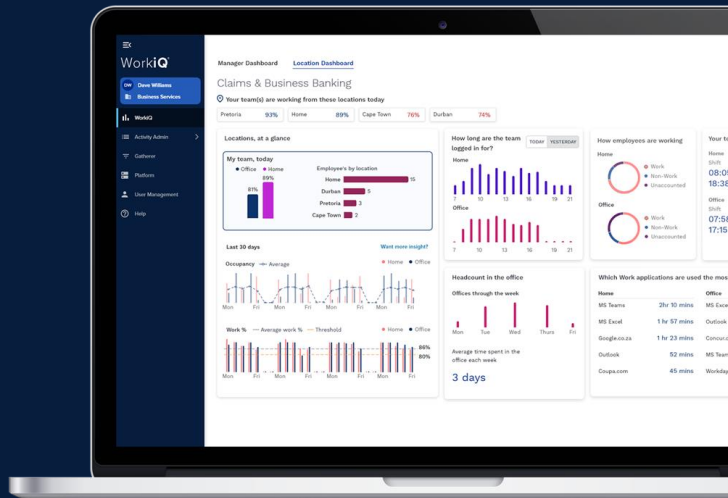 WorkiQ
DW Dave Williams
Business Services
WorkiQ
Activity Admin
Gatherer
Platform
User Management
Help
Manager Dashboard Location Dashboard
Claims & Business Banking
Your team(s) are working from these locations today
Pretoria 93% Home 89% Cape Town 76% Durban 74%
Locations, at a glance
My team, today
Office Home
89%
81%
Employee's by location
Home 15
Durban 5
Pretoria 3
Cape Town 2
Last 30 days Want more insight?
Occupancy Average Home Office
Mon Fri Mon Fri Mon Fri Mon Fri
Work % Average work % Threshold Home Office
86%
80%
Mon Fri Mon Fri Mon Fri Mon Fri
How long are the team
logged in for?
TODAY YESTERDAY
Home
7 10 13 16 19 21
Office
7 10 13 16 19 21
Headcount in the office
Offices through the week
Mon Tue Wed Thurs Fri
Average time spent in the
office each week
3 days
How employees are working
Home
Work
Non-Work
Unaccounted
Office
Work
Non-Work
Unaccounted
Your
Home
Shift
08:05
18:38
Office
Shift
07:58
17:15
Which Work applications are used the mos
Home Office
MS Teams 2hr 10 mins MS Exce
MS Excel 1 hr 57 mins Outlook
Google.co.za 1 hr 23 mins Concur.c
Outlook 52 mins MS Team
Coupa.com 45 mins Workday